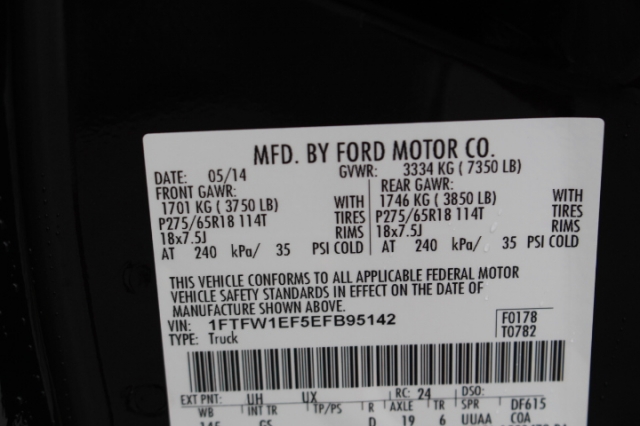 MFD. BY FORD MOTOR CO.
DATE: 05/14 GVWR: 3334 KG ( 7350 LB)
FRONT GAWR: REAR GAWR:
1701 KG ( 3750 LB) WITH 1746 KG ( 3850 LB) WITH
P275/65R18 114T TIRES P275/65R18 114T TIRES
18x7.5J RIMS 18x7.5J RIMS
AT 240 kPa/ 35 PSI COLD AT 240 kPa/ 35 PSI COLD
THIS VEHICLE CONFORMS TO ALL APPLICABLE FEDERAL MOTOR
VEHICLE SAFETY STANDARDS IN EFFECT ON THE DATE OF
MANUFACTURE SHOWN ABOVE.
VIN: 1FTFW1EF5EFB95142 F0178
TYPE: Truck T0782
EXT PNT: UH UX RC: 24 DSO:
WB INT TR TP/PS R AXLE TR SPR DF615
145 GS D 19 6 UUAA COA